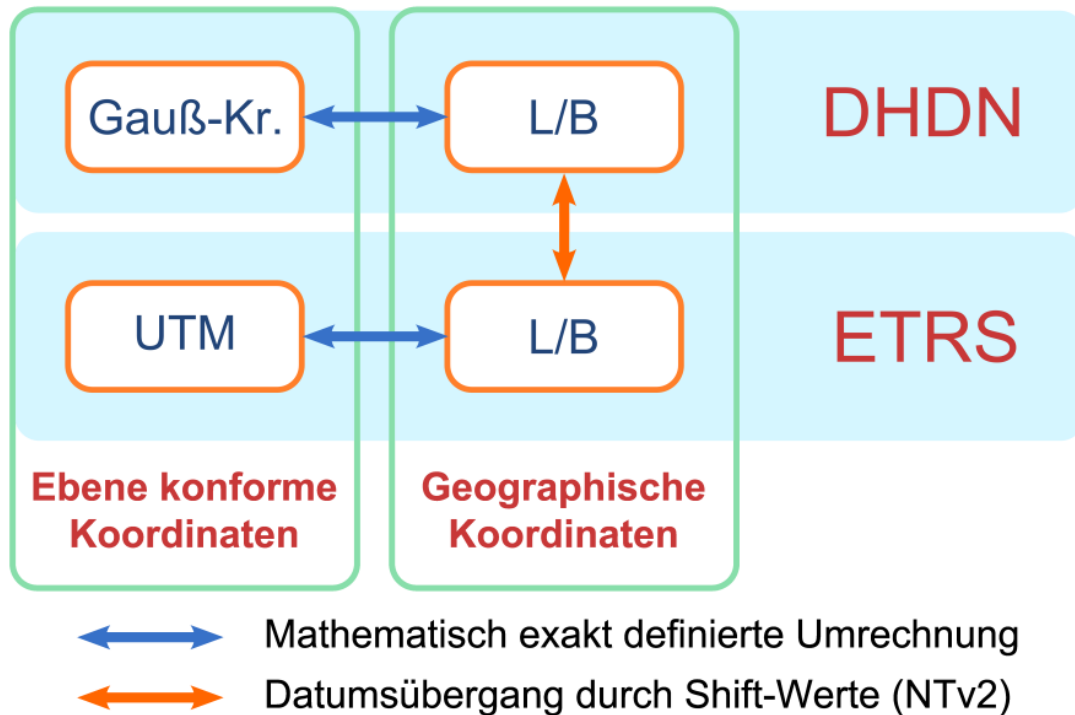 Gauß-Kr.
L/B
DHDN
UTM
L/B
ETRS
Ebene konforme
Koordinaten
Geographische
Koordinaten
Mathematisch exakt definierte Umrechnung
Datumsübergang durch Shift-Werte (NTv2)